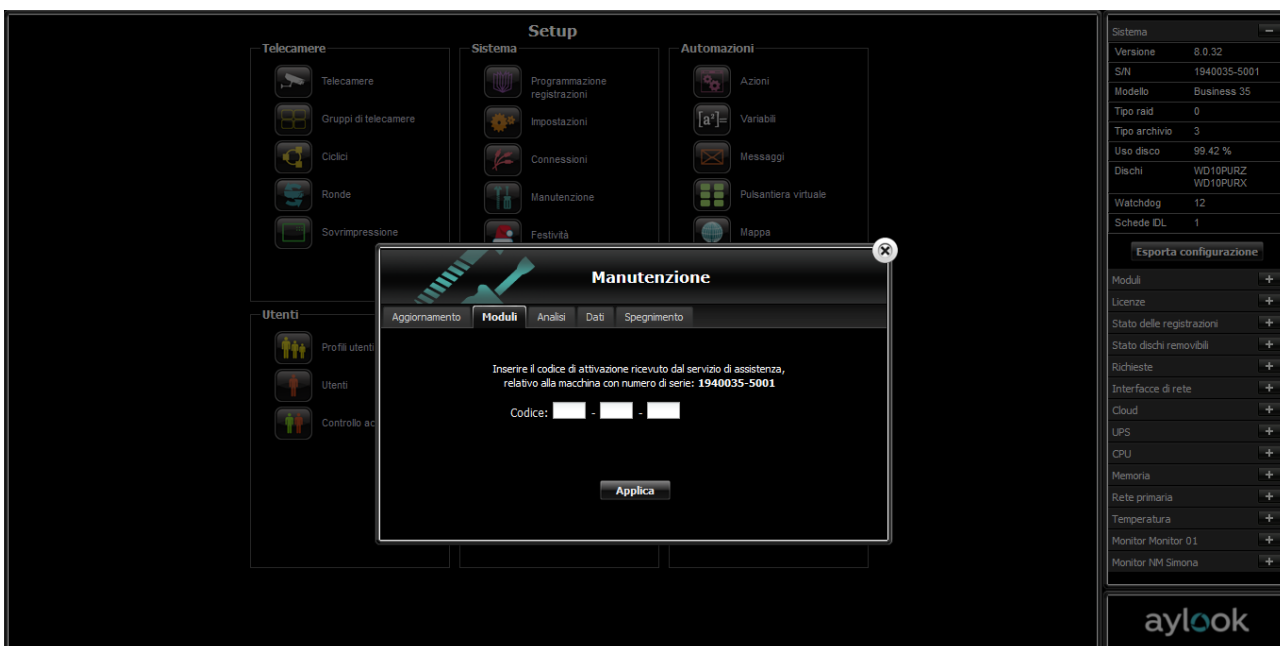 Setup
Telecamere
Telecamere
Gruppi di telecamere
Ciclici
Ronde
Sovrimpressione
Sistema
Programmazione
registrazioni
Impostazioni
Connessioni
Manutenzione
Festività
Automazioni
Azioni
[a²]=
Variabili
Messaggi
Pulsantiera virtuale
Mappa
Utenti
Profili utenti
Utenti
Manutenzione
Aggiornamento
Moduli
Analisi
Dati
Spegnimento
Inserire il codice di attivazione ricevuto dal servizio di assistenza,
relativo alla macchina con numero di serie: 1940035-5001
Codice: - -
Applica
Sistema
Versione 8.0.32
S/N 1940035-5001
Modello Business 35
Tipo raid 0
Tipo archivio 3
Uso disco 99.42 %
Dischi WD10PURZ
WD10PURX
Watchdog 12
Schede IDL 1
Esporta configurazione
Moduli
Licenze
Stato delle registrazioni
Stato dischi removibili
Richieste
Interfacce di rete
Cloud
UPS
CPU
Memoria
Rete primaria
Temperatura
Monitor Monitor 01
Monitor NM Simona
aylook